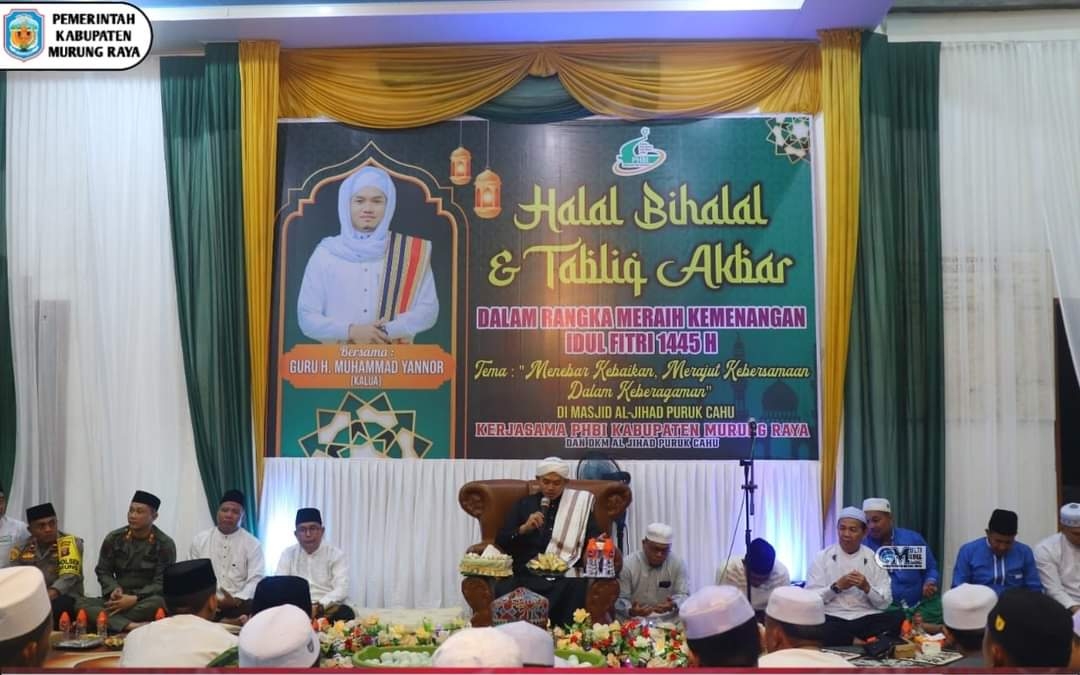 PEMERINTAH
KABUPATEN
MURUNG RAYA
PHBI
Halal Bihalal
& Tabliq Akbar
DALAM RANGKA MERAIH KEMENANGAN
IDUL FITRI 1445 H
Tema : "Menebar Kebaikan, Merajut Kebersamaan
Dalam Keberagaman"
DI MASJID AL-JIHAD PURUK CAHU
KERJASAMA PHBI KABUPATEN MURUNG RAYA
DAN DKM AL JIHAD PURUK CAHU
Bersama :
GURU H. MUHAMMAD YANNOR
(KALUA)